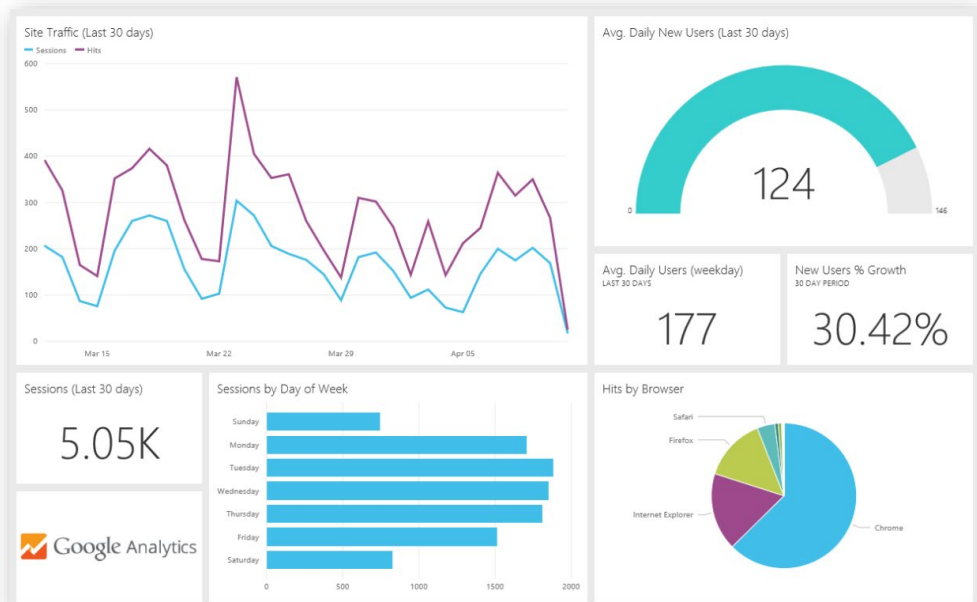 Site Traffic (Last 30 days)
Sessions Hits
600
500
400
300
200
100
0
Mar 15 Mar 22 Mar 29 Apr 05
Avg. Daily New Users (Last 30 days)
124
0 146
Avg. Daily Users (weekday)
LAST 30 DAYS
177
New Users % Growth
30 DAY PERIOD
30.42%
Sessions (Last 30 days)
5.05K
Google Analytics
Sessions by Day of Week
Sunday
Monday
Tuesday
Wednesday
Thursday
Friday
Saturday
0 500 1000 1500 2000
Hits by Browser
Safari
Firefox
Internet Explorer
Chrome